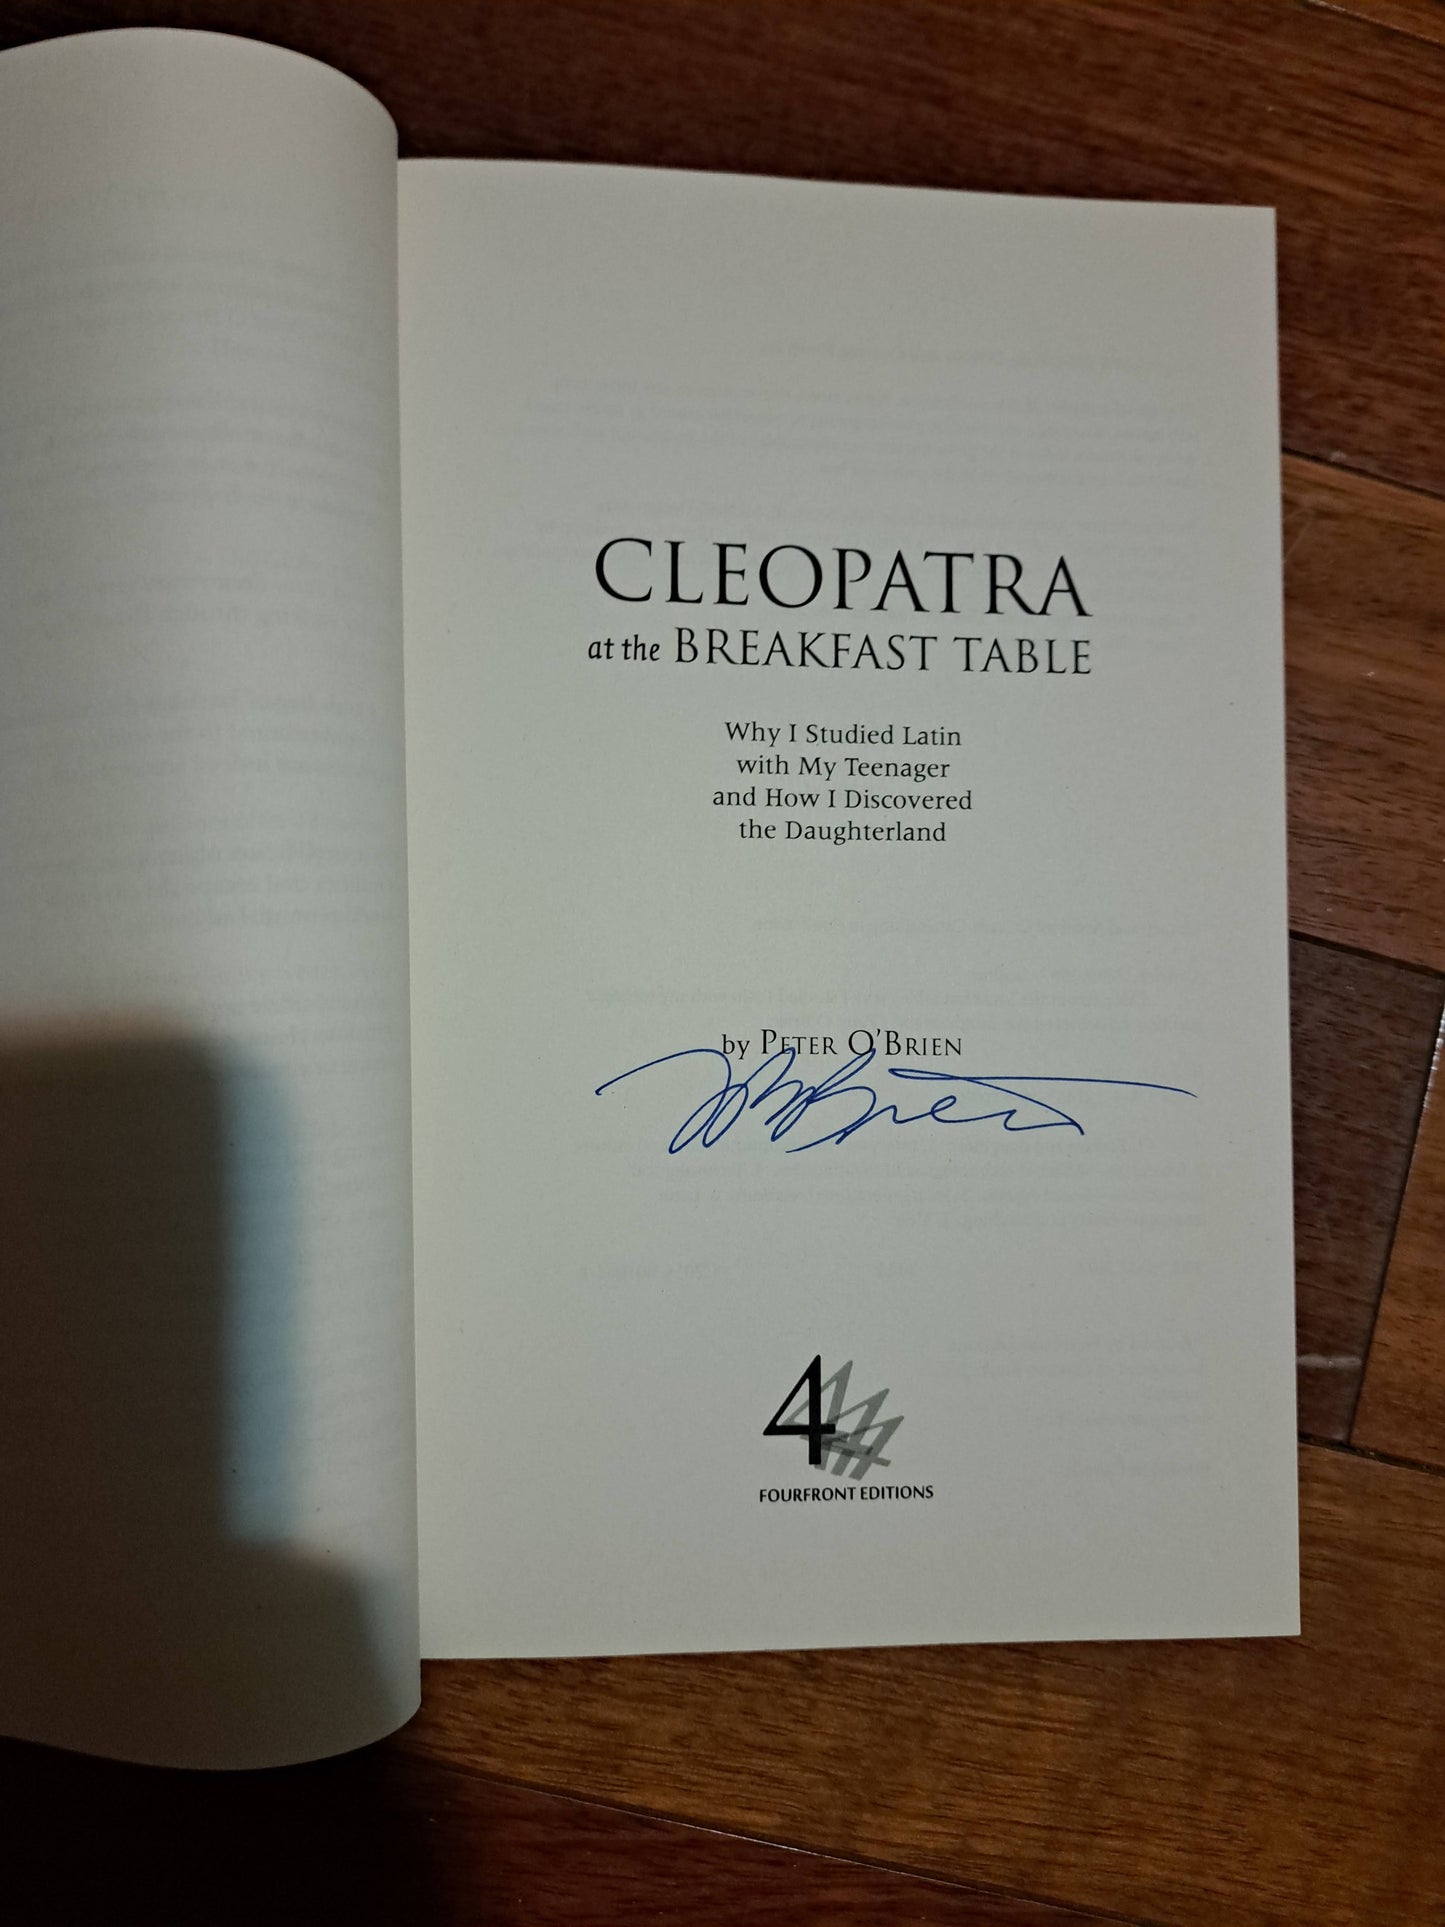 CLEOPATRA
at the BREAKFAST TABLE
Why I Studied Latin
with My Teenager
and How I Discovered
the Daughterland
by PETER O'BRIEN
4
FOURFRONT EDITIONS